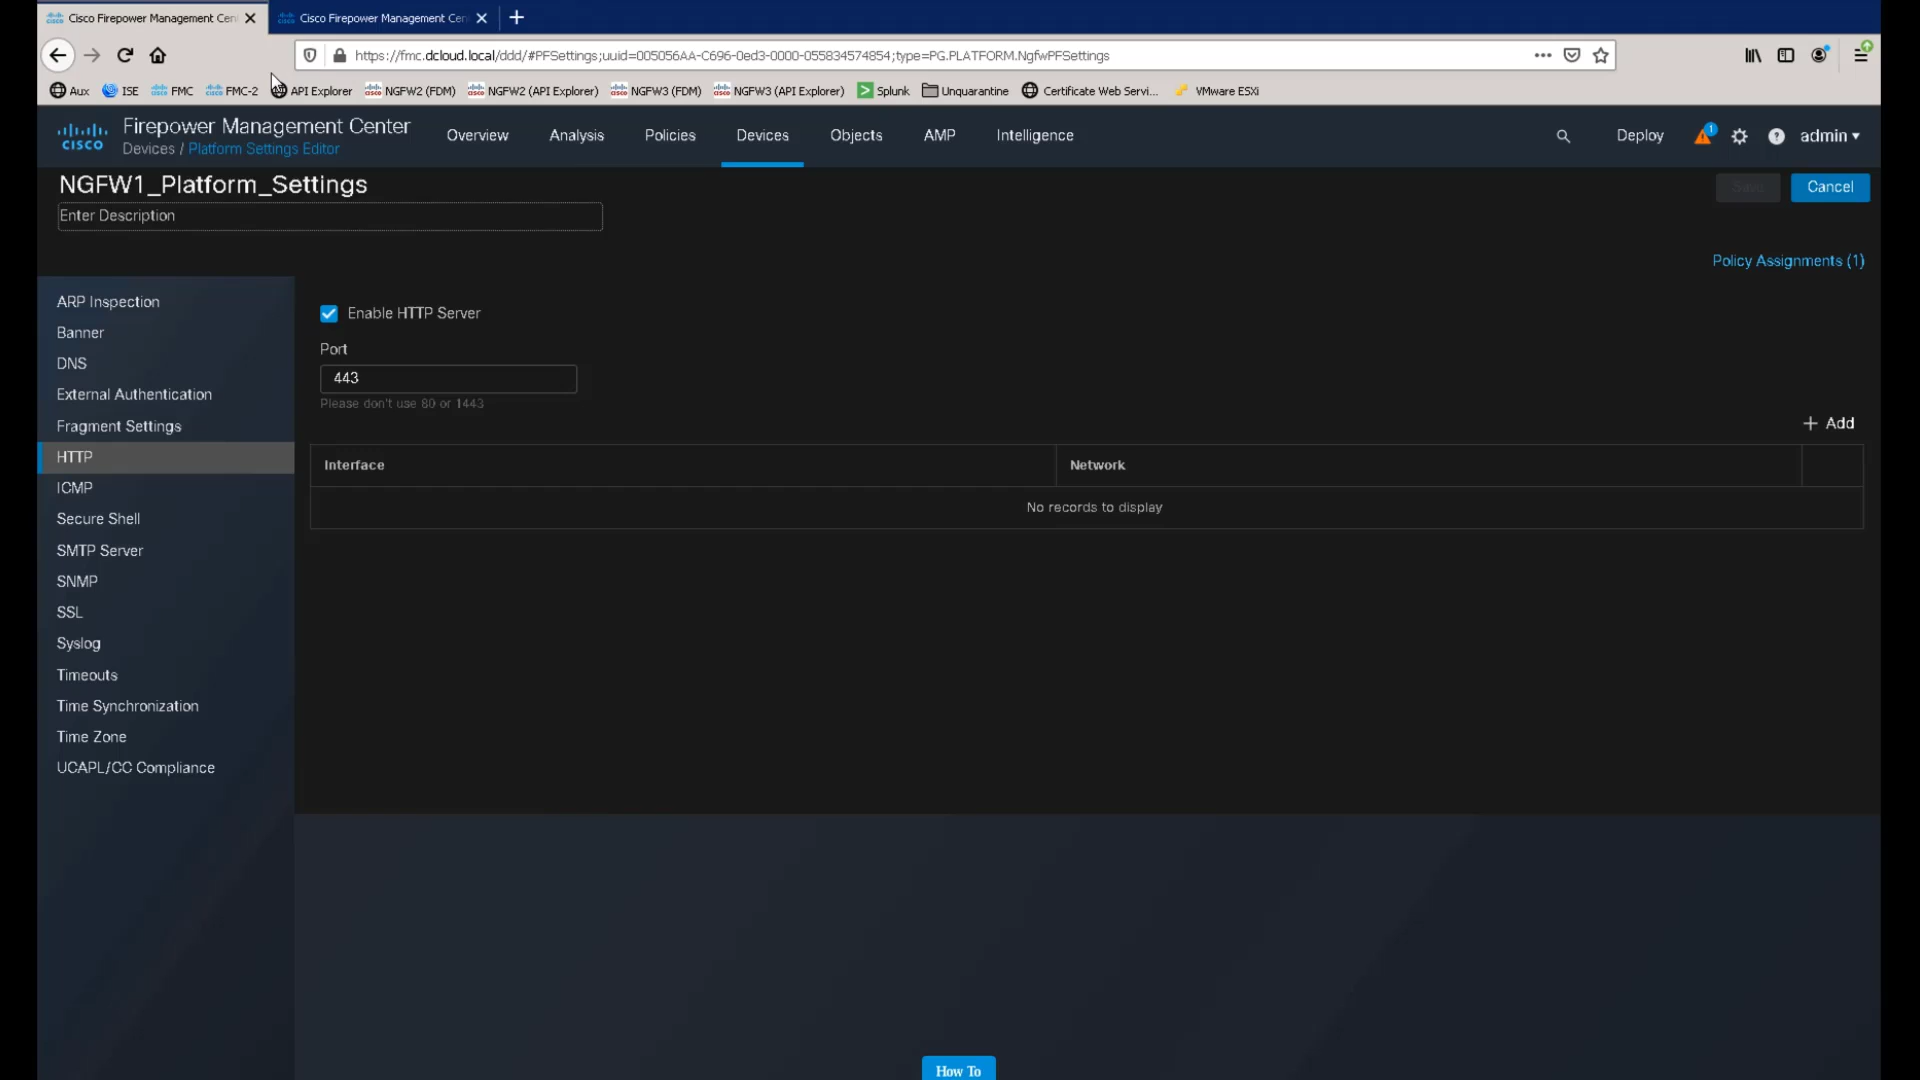 Cisco Firepower Management Cen
Cisco Firepower Management Cen
https://fmc.dcloud.local/ddd/#PFSettings;uuid=005056AA-C696-0ed3-0000-055834574854;type=PG.PLATFORM.NgfwPFSettings
Aux ISE FMC FMC-2 API Explorer NGFW2 (FDM) NGFW2 (API Explorer) NGFW3 (FDM) NGFW3 (API Explorer) Splunk Unquarantine Certificate Web Servi... VMware ESXi
CISCO
Firepower Management Center
Devices / Platform Settings Editor
Overview Analysis Policies Devices Objects AMP Intelligence Deploy 1 admin
NGFW1_Platform_Settings
Save Cancel
Enter Description
Policy Assignments (1)
ARP Inspection
Banner
DNS
External Authentication
Fragment Settings
HTTP
ICMP
Secure Shell
SMTP Server
SNMP
SSL
Syslog
Timeouts
Time Synchronization
Time Zone
UCAPL/CC Compliance
Enable HTTP Server
Port
443
Please don't use 80 or 1443
+ Add
Interface Network
No records to display
How To